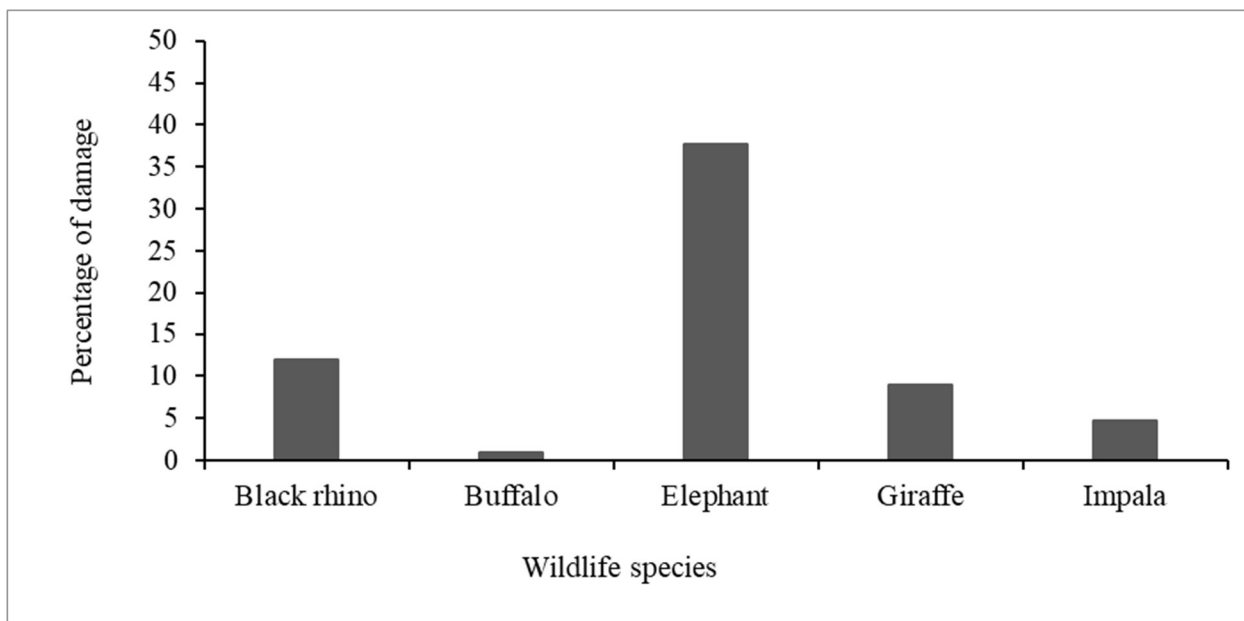 50
45
40
35
30
25
20
15
10
5
0
Percentage of damage
Black rhino
Buffalo
Elephant
Giraffe
Impala
Wildlife species